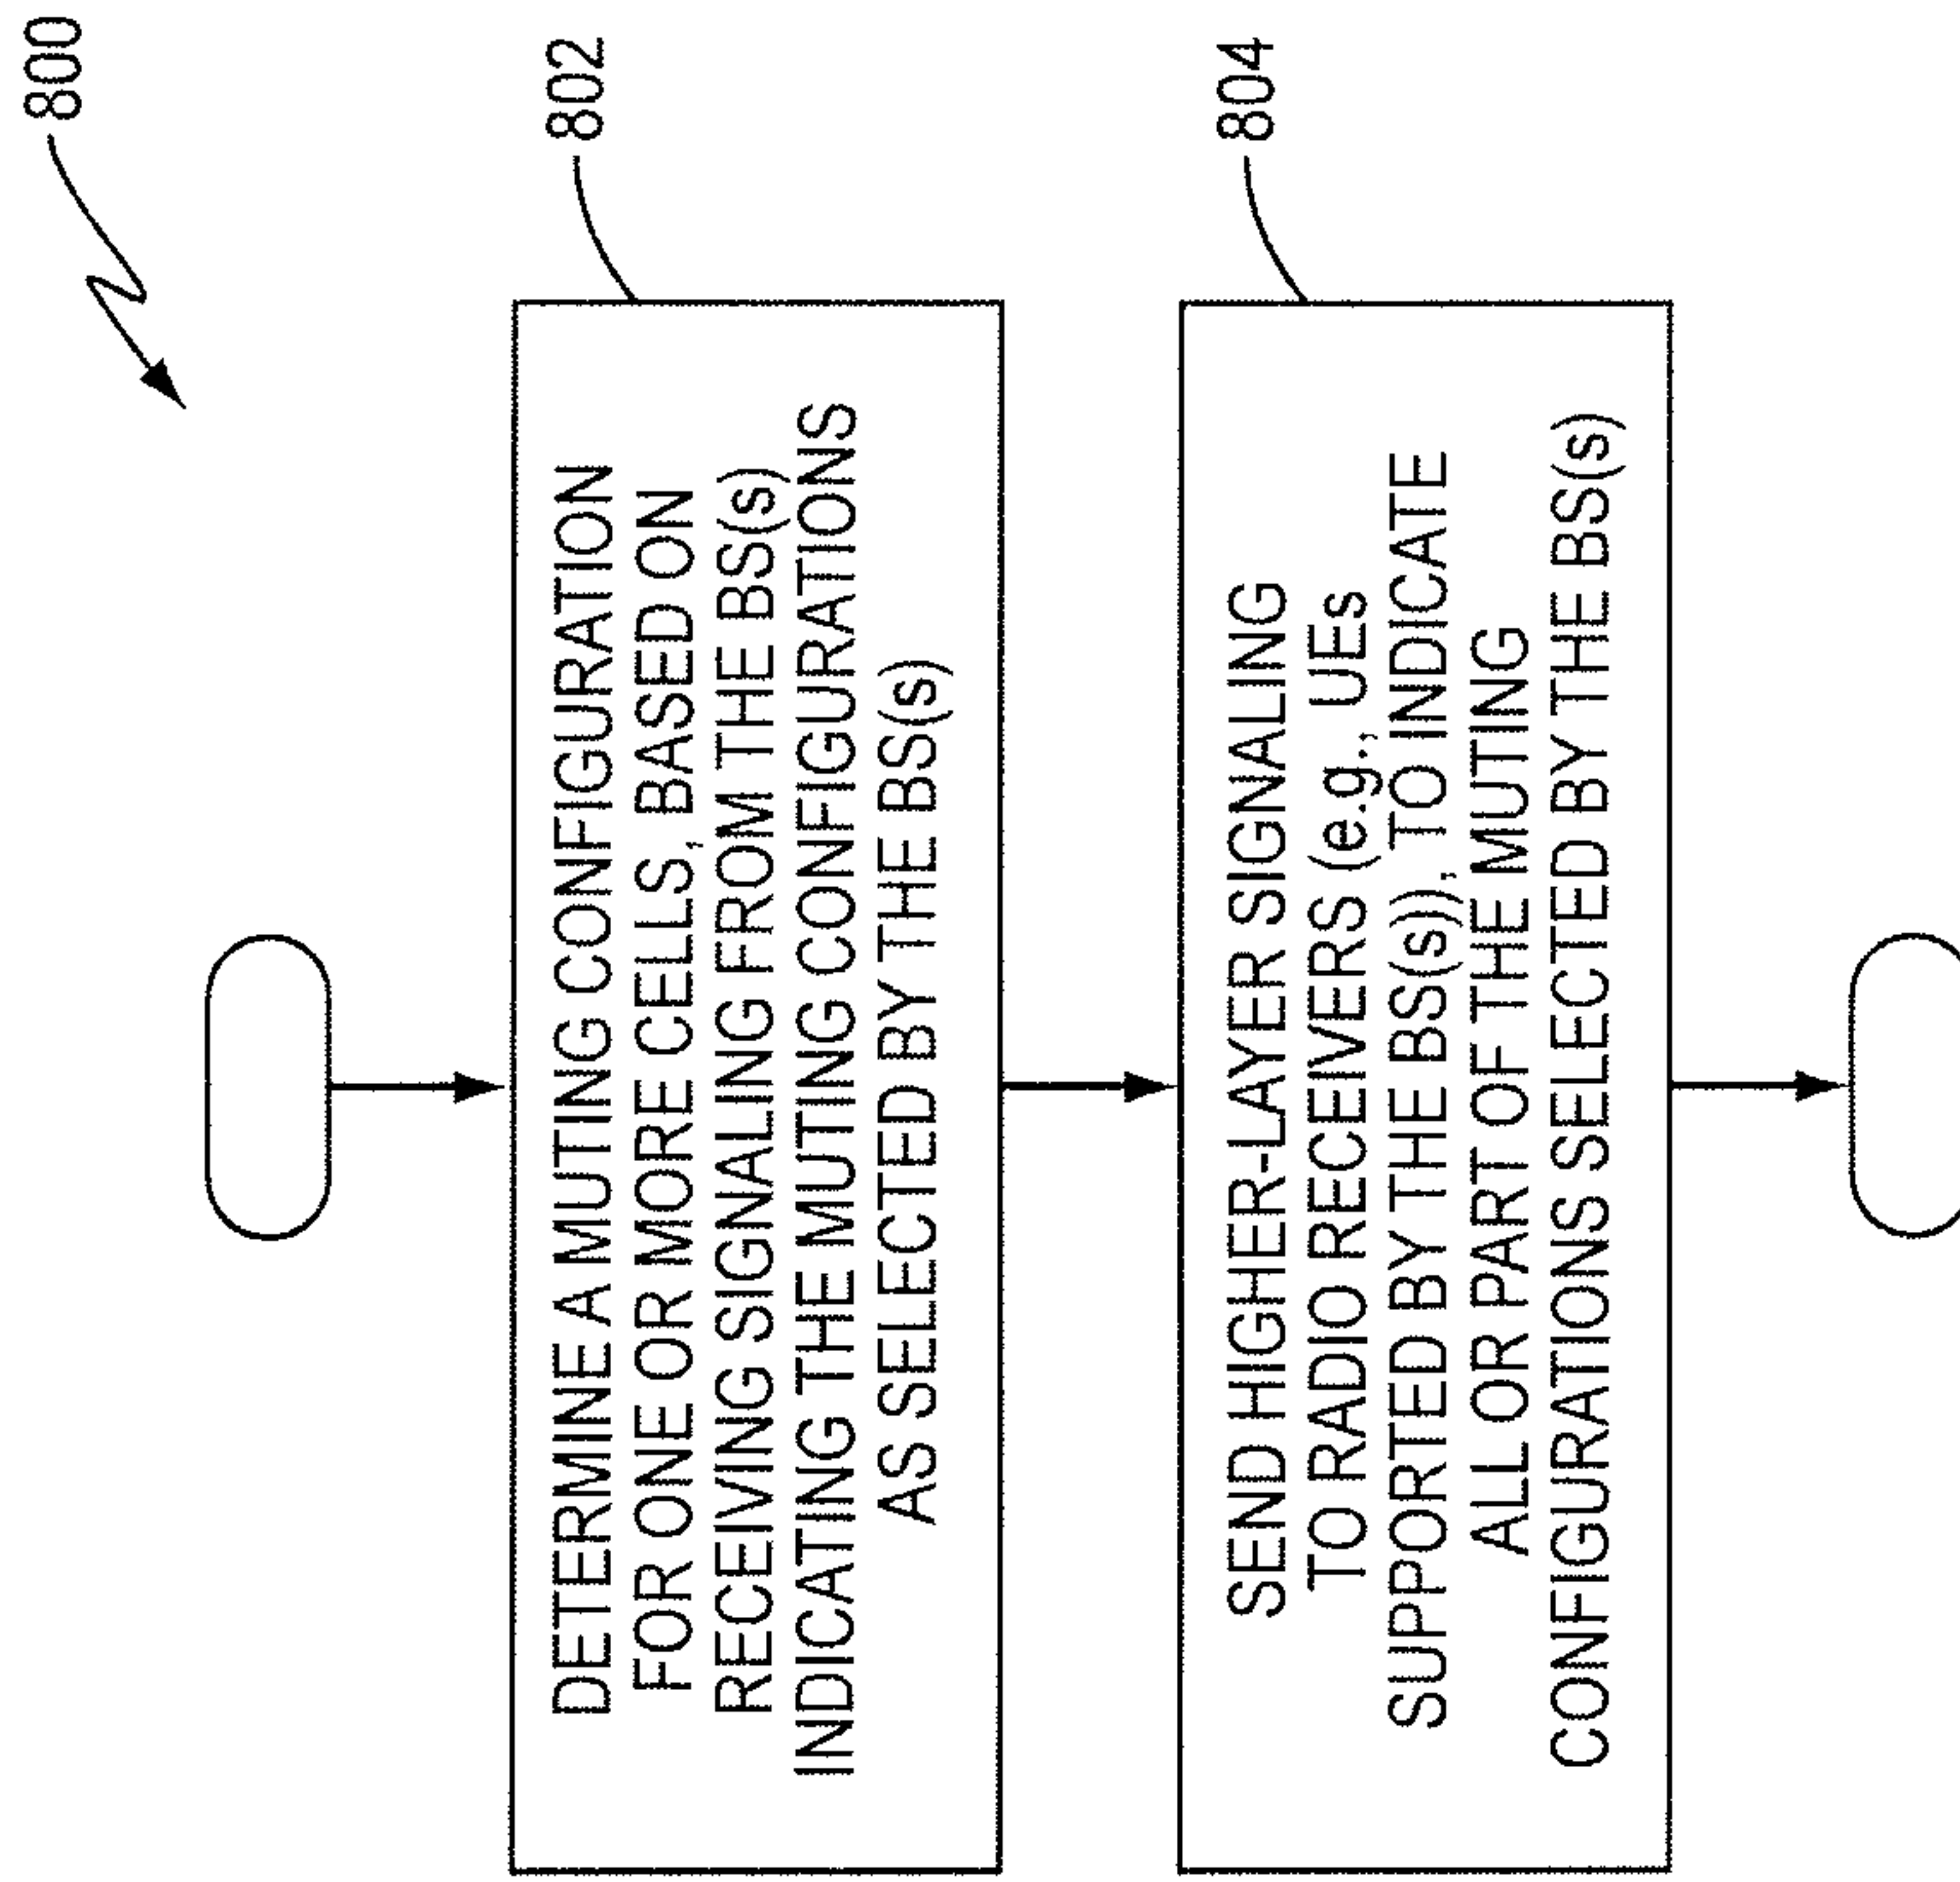 800
802
DETERMINE A MUTING CONFIGURATION
FOR ONE OR MORE CELLS, BASED ON
RECEIVING SIGNALING FROM THE BS(s)
INDICATING THE MUTING CONFIGURATIONS
AS SELECTED BY THE BS(s)
804
SEND HIGHER-LAYER SIGNALING
TO RADIO RECEIVERS (e.g., UEs
SUPPORTED BY THE BS(s)), TO INDICATE
ALL OR PART OF THE MUTING
CONFIGURATIONS SELECTED BY THE BS(s)